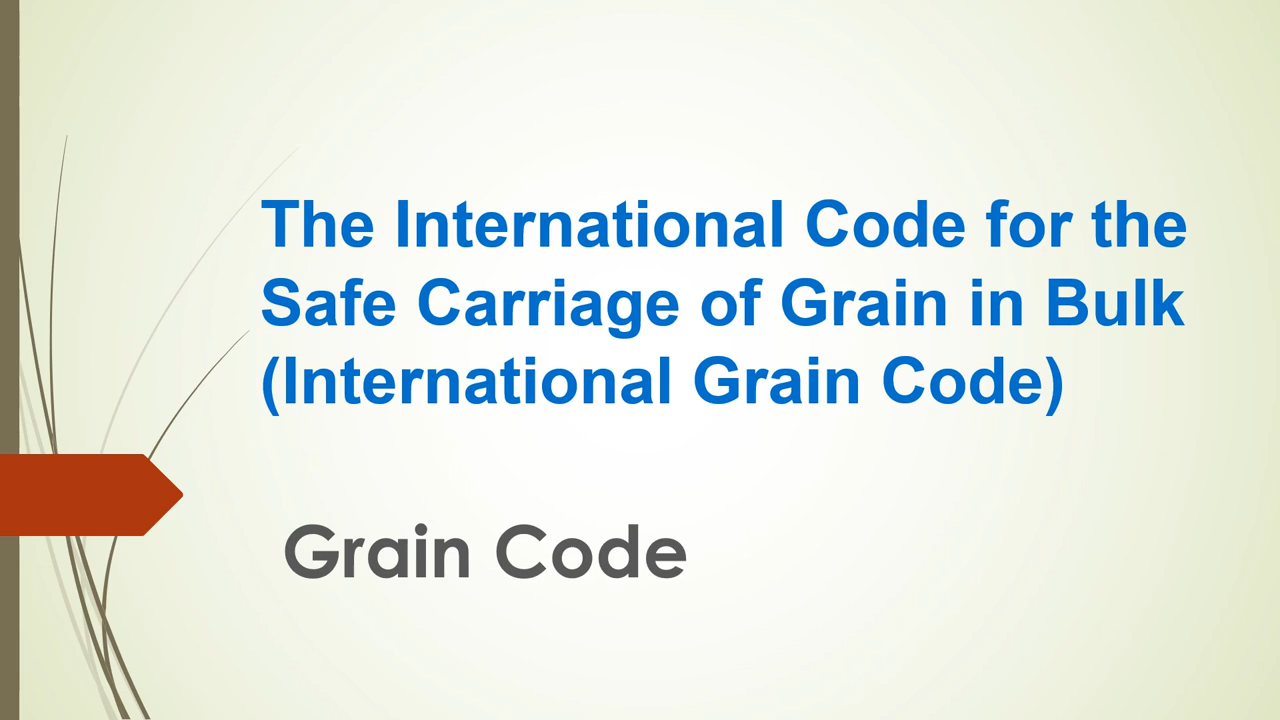 The International Code for the
Safe Carriage of Grain in Bulk
(International Grain Code)
Grain Code